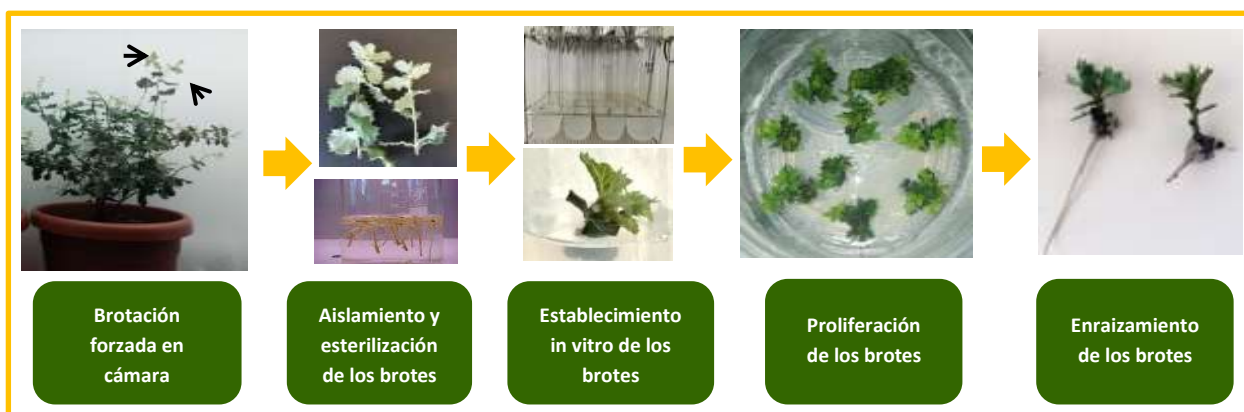 Brotación
forzada en
cámara
Aislamiento y
esterilización
de los brotes
Establecimiento
in vitro de los
brotes
Proliferación
de los brotes
Enraizamiento
de los brotes